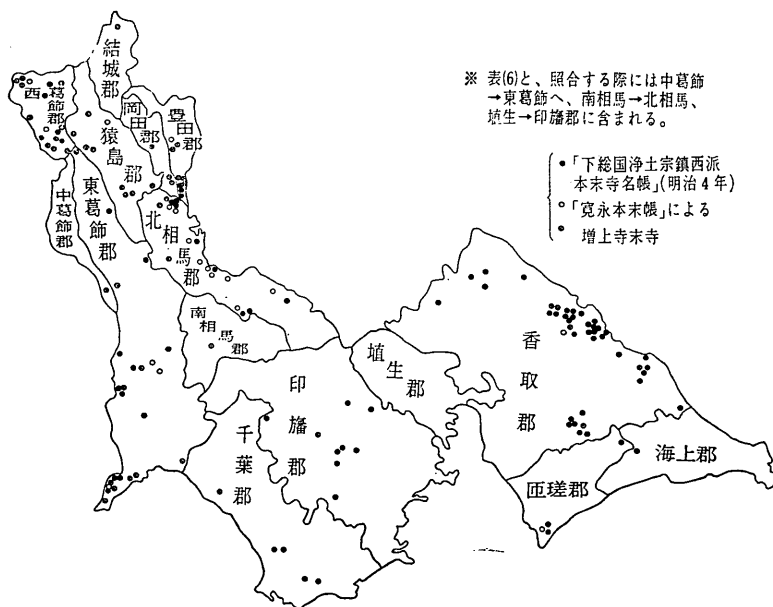 ※ 表(6)と、照合する際には中葛飾
→東葛飾へ、南相馬→北相馬、
埴生→印旛郡に含まれる。
「下総国浄土宗鎮西派
本末寺名帳」(明治4年)
「寛永本末帳」による
増上寺末寺
結城郡
西葛飾郡
岡田郡
豊田郡
猿島郡
中葛飾郡
東葛飾郡
北相馬郡
南相馬郡
印旛郡
埴生郡
香取郡
千葉郡
匝瑳郡
海上郡